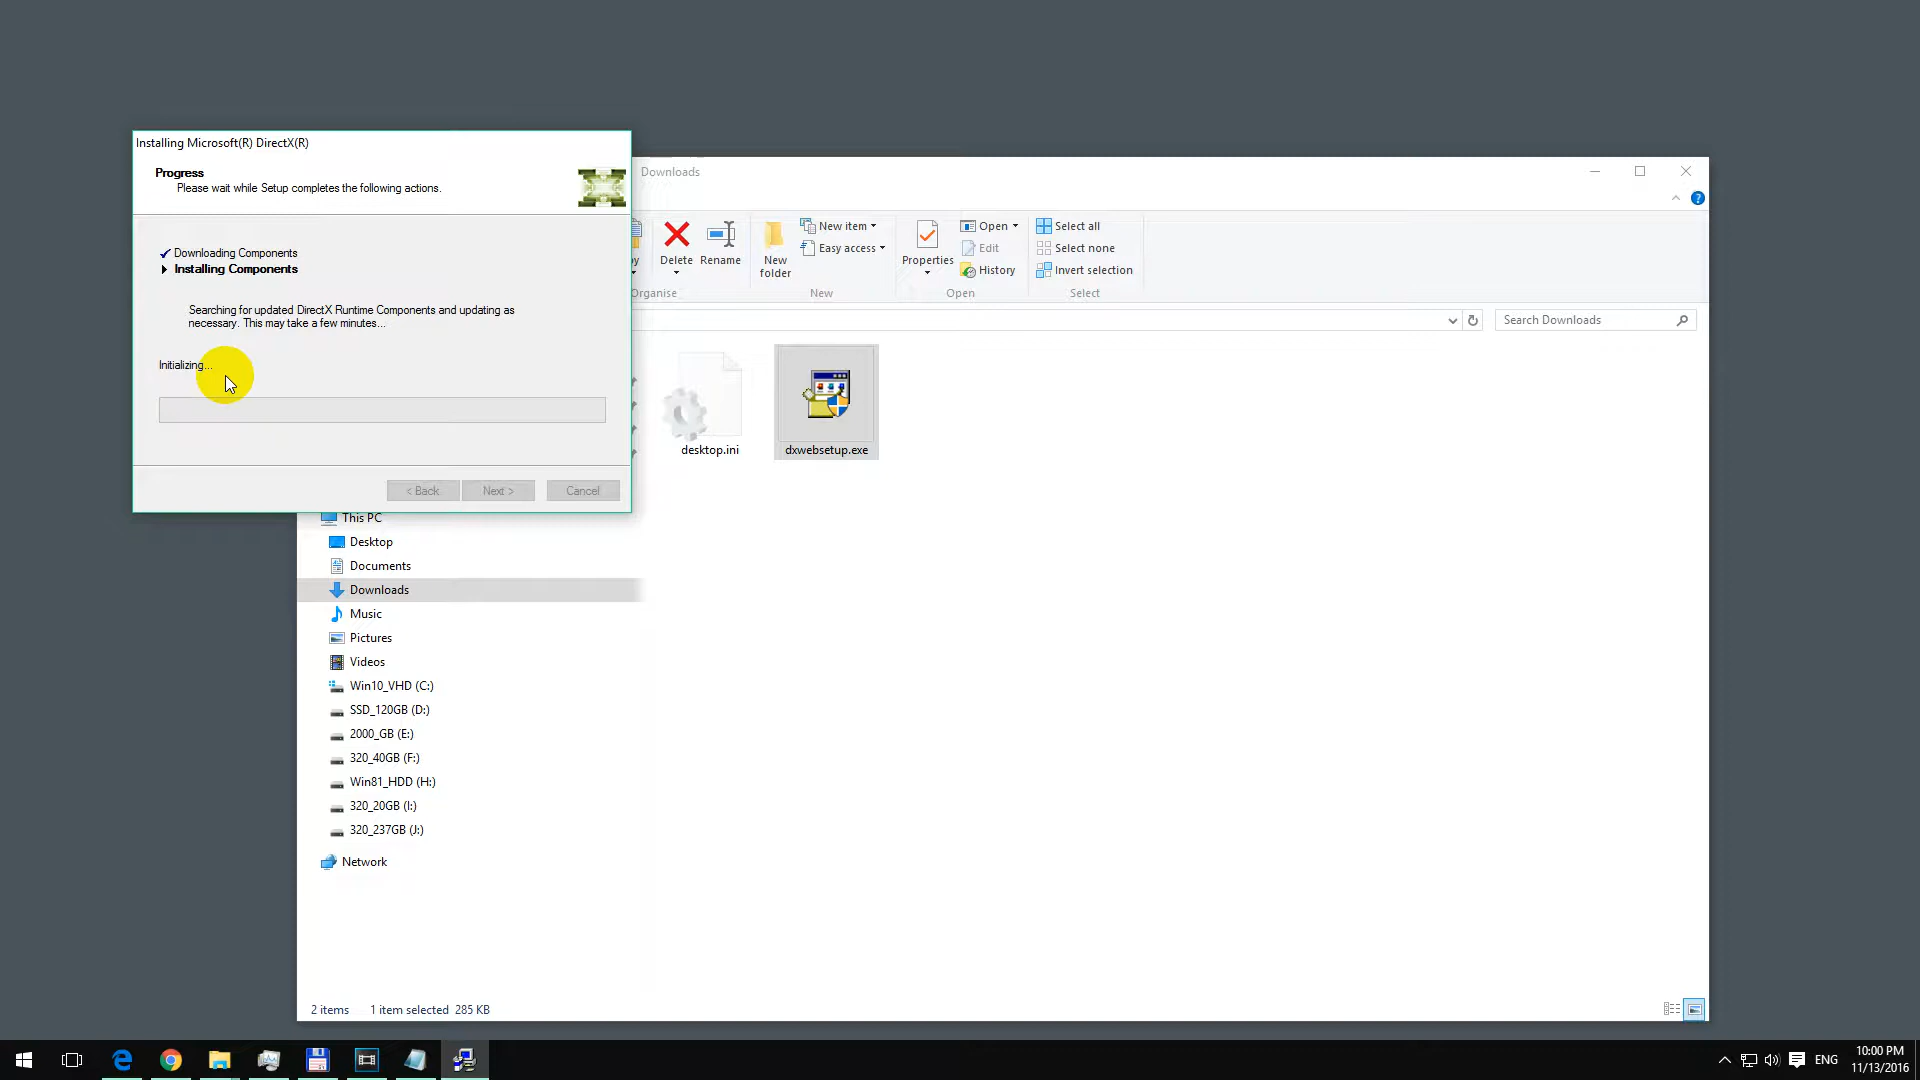 Installing Microsoft(R) DirectX(R)
Progress
Please wait while Setup completes the following actions.
Downloading Components
Installing Components
Searching for updated DirectX Runtime Components and updating as
necessary. This may take a few minutes...
Initializing...
< Back
Next >
Cancel
Downloads
Delete
Rename
Organise
New
folder
New item
Easy access
New
Properties
Open
Edit
History
Open
Select all
Select none
Invert selection
Select
Search Downloads
desktop.ini
dxwebsetup.exe
This PC
Desktop
Documents
Downloads
Music
Pictures
Videos
Win10_VHD (C:)
SSD_120GB (D:)
2000_GB (E:)
320_40GB (F:)
Win81_HDD (H:)
320_20GB (I:)
320_237GB (J:)
Network
2 items 1 item selected 285 KB
ENG
10:00 PM
11/13/2016